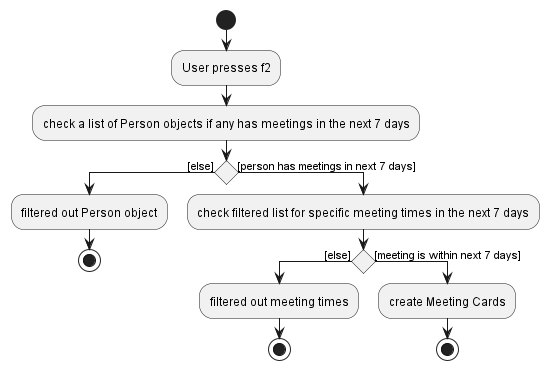 User presses f2
check a list of Person objects if any has meetings in the next 7 days
[else]
[person has meetings in next 7 days]
filtered out Person object
check filtered list for specific meeting times in the next 7 days
[else]
[meeting is within next 7 days]
filtered out meeting times
create Meeting Cards